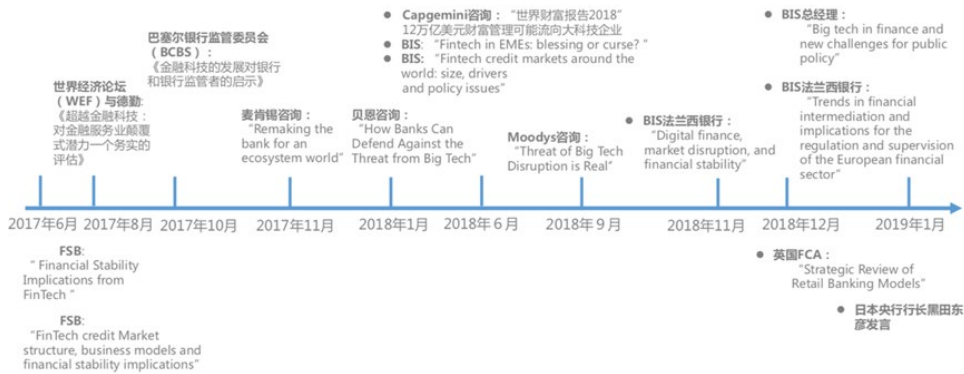 世界经济论坛
（WEF）与德勤:
《超越金融科技：
对金融服务业颠覆
式潜力一个务实的
评估》
巴塞尔银行监管委员会
（BCBS）:
《金融科技的发展对银行
和银行监管者的启示》
麦肯锡咨询：
“Remaking the
bank for an
ecosystem world”
贝恩咨询：
“How Banks Can
Defend Against the
Threat from Big Tech”
● Capgemini咨询：“世界财富报告2018”
12万亿美元财富管理可能流向大科技企业
● BIS: “Fintech in EMEs: blessing or curse? ”
● BIS: “Fintech credit markets around the
world: size, drivers
and policy issues”
Moodys咨询：
“Threat of Big Tech
Disruption is Real”
● BIS法兰西银行：
“Digital finance,
market disruption, and
financial stability”
● BIS总经理：
“Big tech in finance and
new challenges for public
policy”
● BIS法兰西银行：
“Trends in financial
intermediation and
implications for the
regulation and supervision
of the European financial
sector”
2017年6月 2017年8月 2017年10月 2017年11月 2018年1月 2018年6月 2018年9月 2018年11月 2018年12月 2019年1月
FSB:
“ Financial Stability
Implications from
FinTech ”
FSB:
“FinTech credit Market
structure, business models and
financial stability implications”
● 英国FCA：
“Strategic Review of
Retail Banking Models”
● 日本央行行长黑田东
彦发言